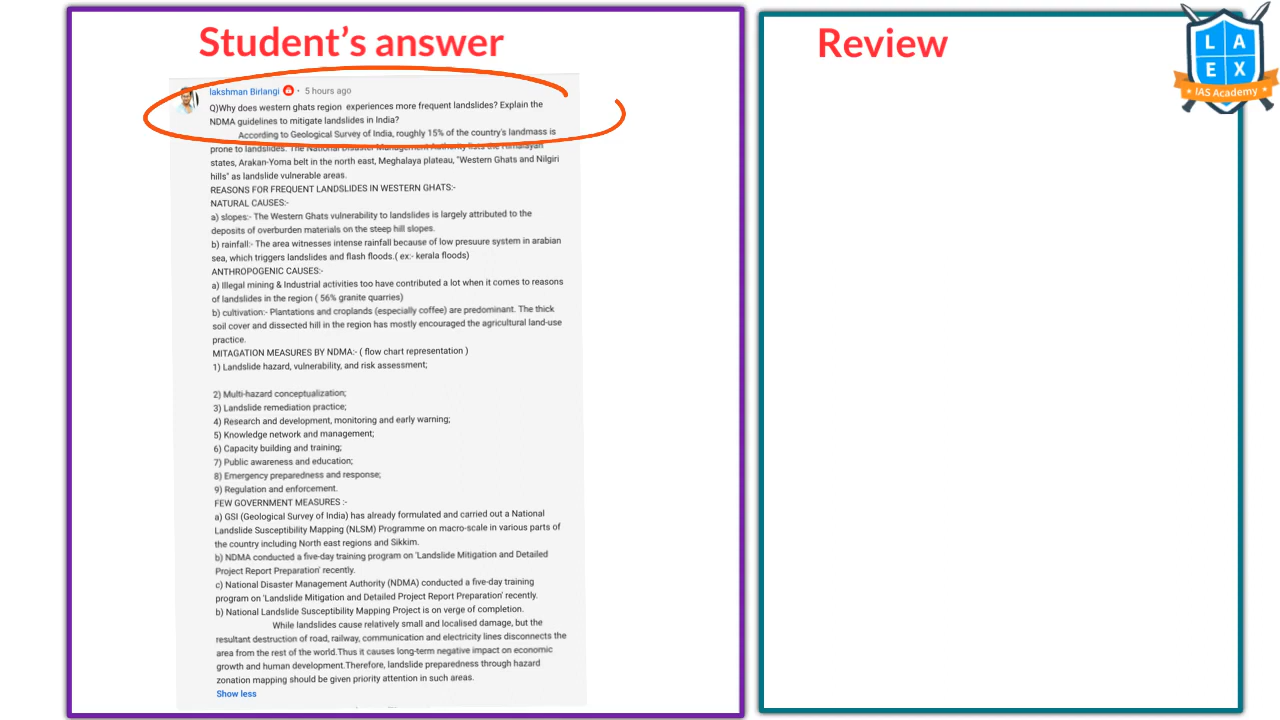 Student's answer
lakshman Birlangi • 5 hours ago
Q)Why does western ghats region experiences more frequent landslides? Explain the
NDMA guidelines to mitigate landslides in India?
According to Geological Survey of India, roughly 15% of the country's landmass is
prone to landslides. The National Disaster Management Authority lists the Himalayan
states, Arakan-Yoma belt in the north east, Meghalaya plateau, "Western Ghats and Nilgiri
hills" as landslide vulnerable areas.
REASONS FOR FREQUENT LANDSLIDES IN WESTERN GHATS:-
NATURAL CAUSES:-
a) slopes:- The Western Ghats vulnerability to landslides is largely attributed to the
deposits of overburden materials on the steep hill slopes.
b) rainfall:- The area witnesses intense rainfall because of low presuure system in arabian
sea, which triggers landslides and flash floods.( ex:- kerala floods)
ANTHROPOGENIC CAUSES:-
a) Illegal mining & Industrial activities too have contributed a lot when it comes to reasons
of landslides in the region ( 56% granite quarries)
b) cultivation:- Plantations and croplands (especially coffee) are predominant. The thick
soil cover and dissected hill in the region has mostly encouraged the agricultural land-use
practice.
MITAGATION MEASURES BY NDMA:- ( flow chart representation )
1) Landslide hazard, vulnerability, and risk assessment;
2) Multi-hazard conceptualization;
3) Landslide remediation practice;
4) Research and development, monitoring and early warning;
5) Knowledge network and management;
6) Capacity building and training;
7) Public awareness and education;
8) Emergency preparedness and response;
9) Regulation and enforcement.
FEW GOVERNMENT MEASURES :-
a) GSI (Geological Survey of India) has already formulated and carried out a National
Landslide Susceptibility Mapping (NLSM) Programme on macro-scale in various parts of
the country including North east regions and Sikkim.
b) NDMA conducted a five-day training program on 'Landslide Mitigation and Detailed
Project Report Preparation' recently.
c) National Disaster Management Authority (NDMA) conducted a five-day training
program on 'Landslide Mitigation and Detailed Project Report Preparation' recently.
b) National Landslide Susceptibility Mapping Project is on verge of completion.
While landslides cause relatively small and localised damage, but the
resultant destruction of road, railway, communication and electricity lines disconnects the
area from the rest of the world.Thus it causes long-term negative impact on economic
growth and human development.Therefore, landslide preparedness through hazard
zonation mapping should be given priority attention in such areas.
Show less
Review
L A
E X
IAS Academy